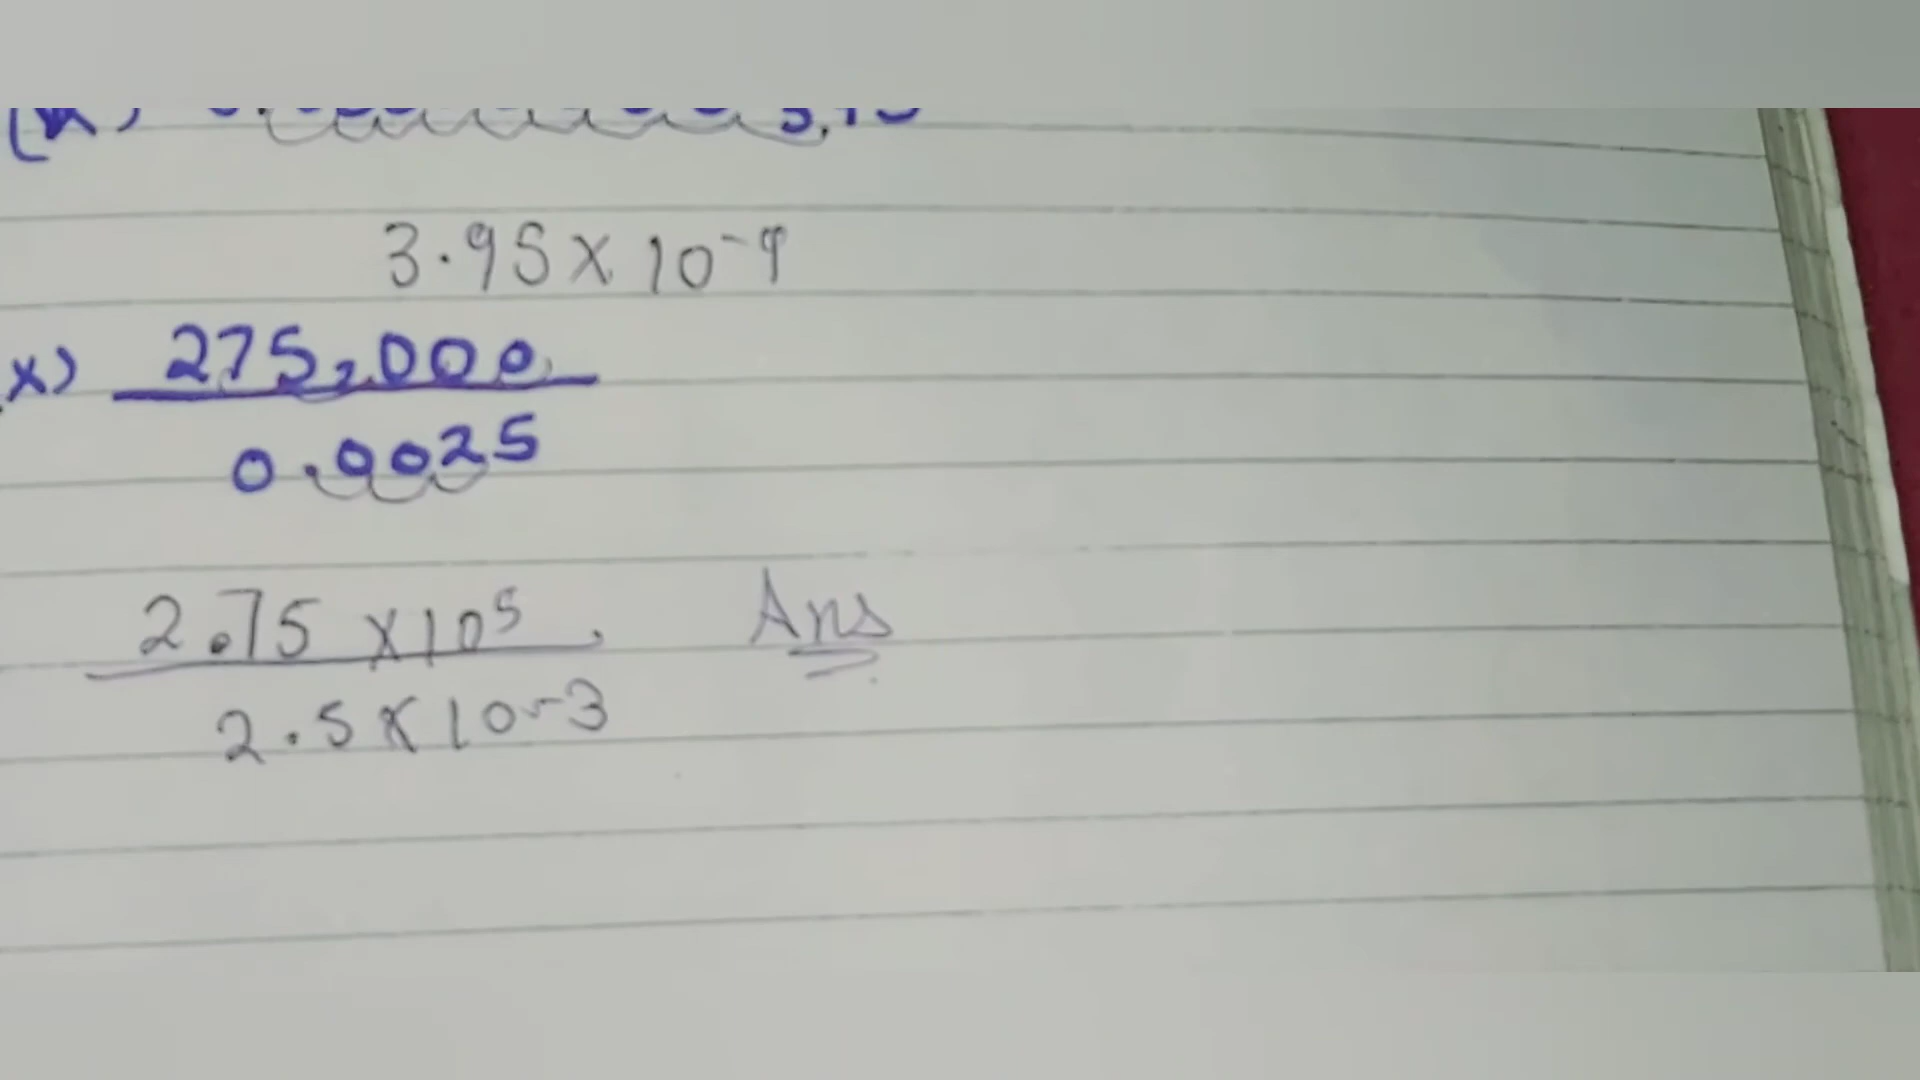 3.95 x 10-9
x) 275,000
0.0025
2.75 x 10 5 Ans
2.5 x 10-3